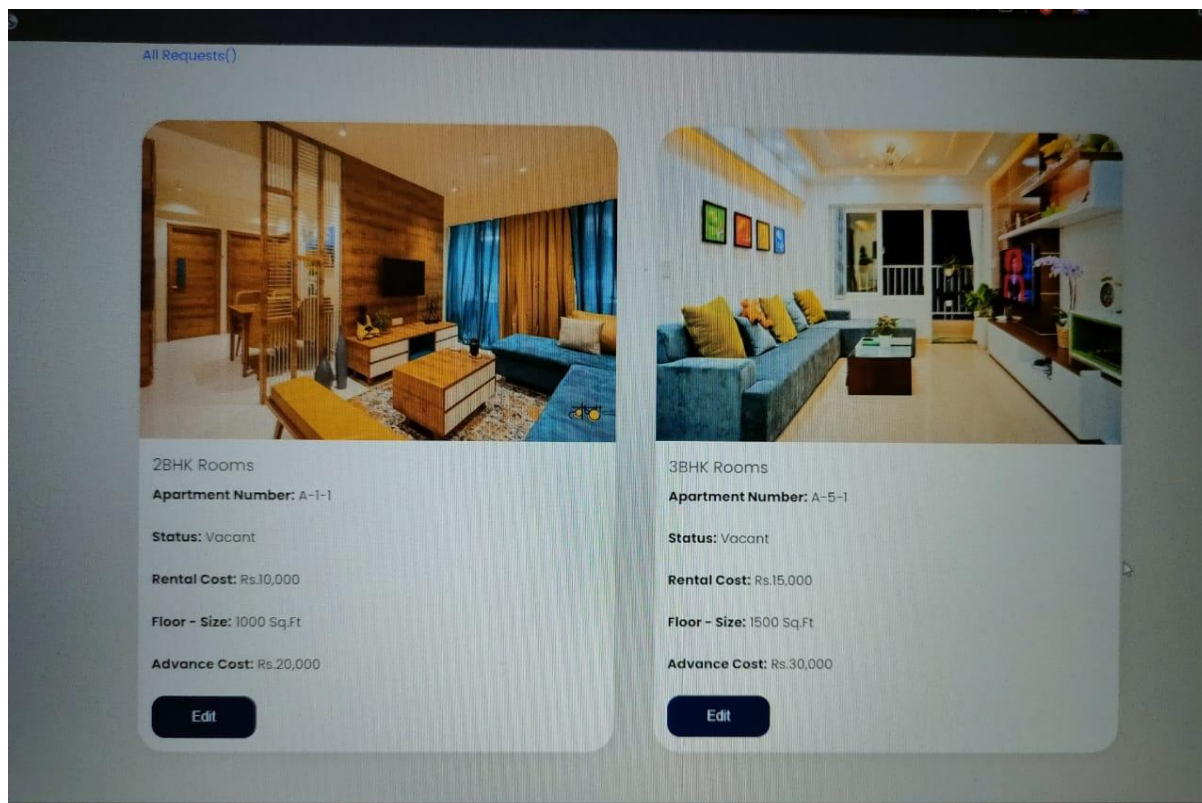 All Requests()
2BHK Rooms
Apartment Number: A-1-1
Status: Vacant
Rental Cost: Rs.10,000
Floor - Size: 1000 Sq.Ft
Advance Cost: Rs.20,000
Edit
3BHK Rooms
Apartment Number: A-5-1
Status: Vacant
Rental Cost: Rs.15,000
Floor - Size: 1500 Sq.Ft
Advance Cost: Rs.30,000
Edit